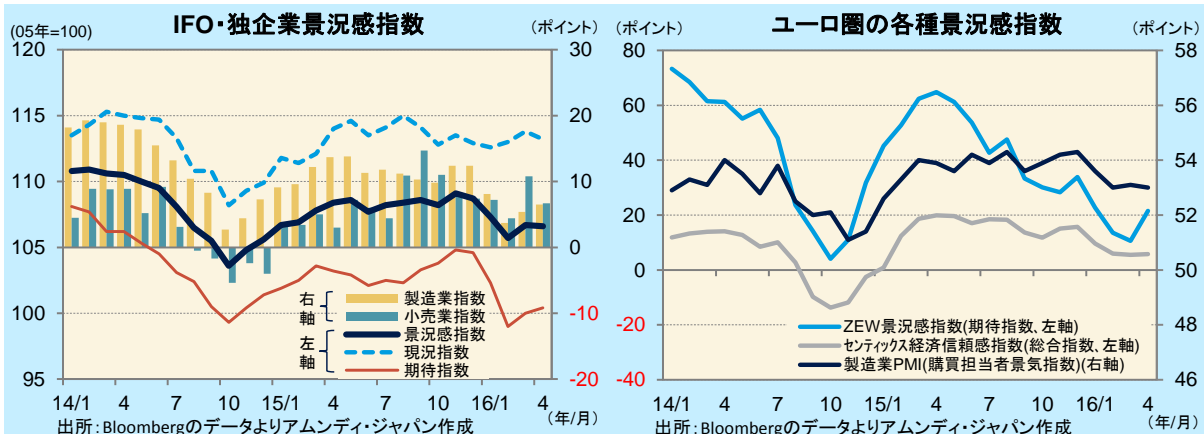 IFO・独企業景況感指数
(05年=100)
(ポイント)
120
115
110
105
100
95
30
20
10
0
-10
-20
右軸
左軸
製造業指数
小売業指数
景況感指数
現況指数
期待指数
14/1 4 7 10 15/1 4 7 10 16/1 4
(年/月)
出所:Bloombergのデータよりアムンディ・ジャパン作成
ユーロ圏の各種景況感指数
(ポイント)
80
60
40
20
0
-20
-40
58
56
54
52
50
48
46
ZEW景況感指数(期待指数、左軸)
センティックス経済信頼感指数(総合指数、左軸)
製造業PMI(購買担当者景気指数)(右軸)
14/1 4 7 10 15/1 4 7 10 16/1 4
(年/月)
出所:Bloombergのデータよりアムンディ・ジャパン作成